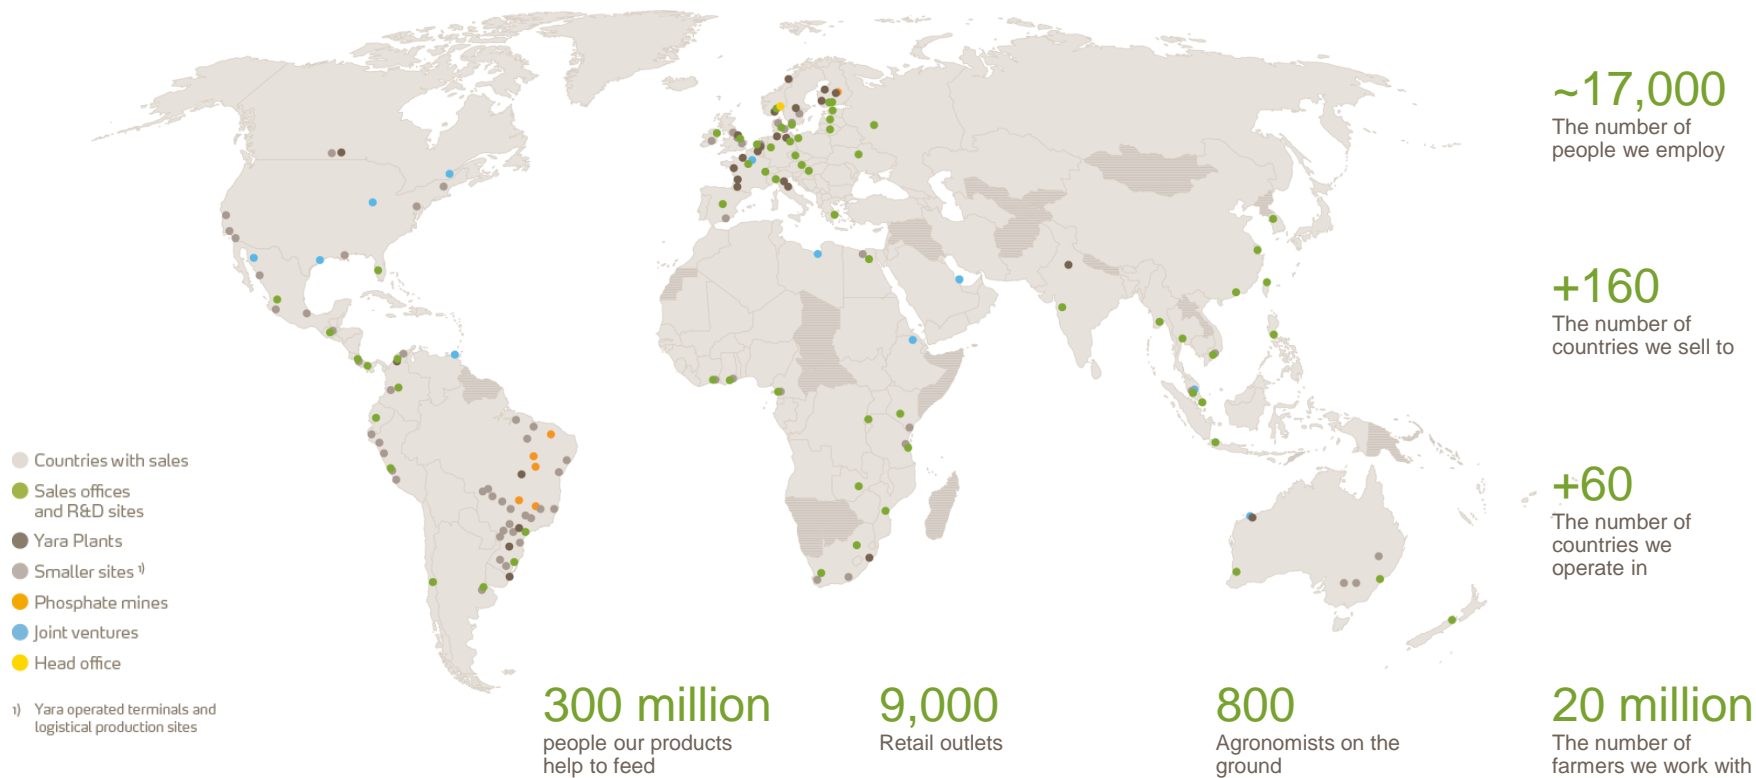 ~17,000
The number of
people we employ
+160
The number of
countries we sell to
+60
The number of
countries we
operate in
Countries with sales
Sales offices
and R&D sites
Yara Plants
Smaller sites ¹⁾
Phosphate mines
Joint ventures
Head office
1) Yara operated terminals and
logistical production sites
300 million
people our products
help to feed
9,000
Retail outlets
800
Agronomists on the
ground
20 million
The number of
farmers we work with